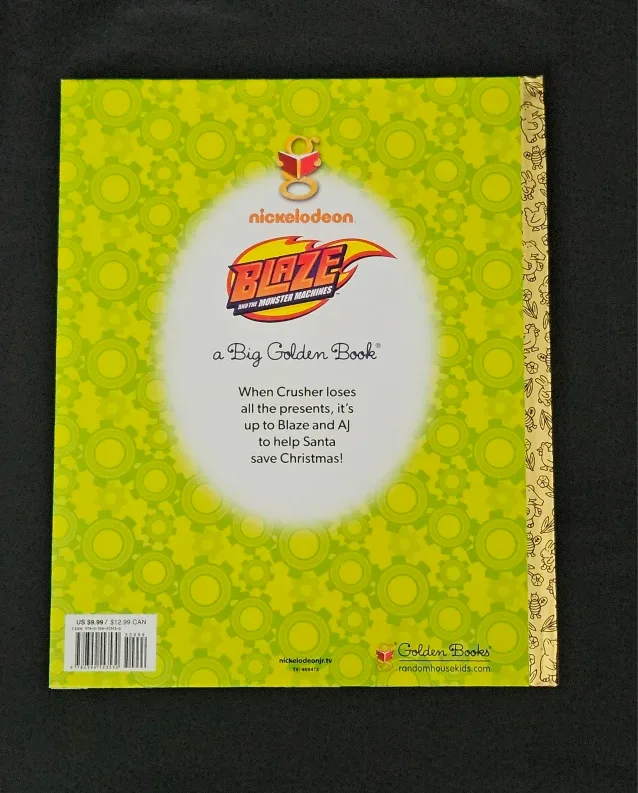 nickelodeon
BLAZE
AND THE MONSTER MACHINES
TM
a Big Golden Book®
When Crusher loses
all the presents, it's
up to Blaze and AJ
to help Santa
save Christmas!
US $9.99 / $12.99 CAN
50999
nickelodeonjr.tv
Golden Books®
randomhousekids.com